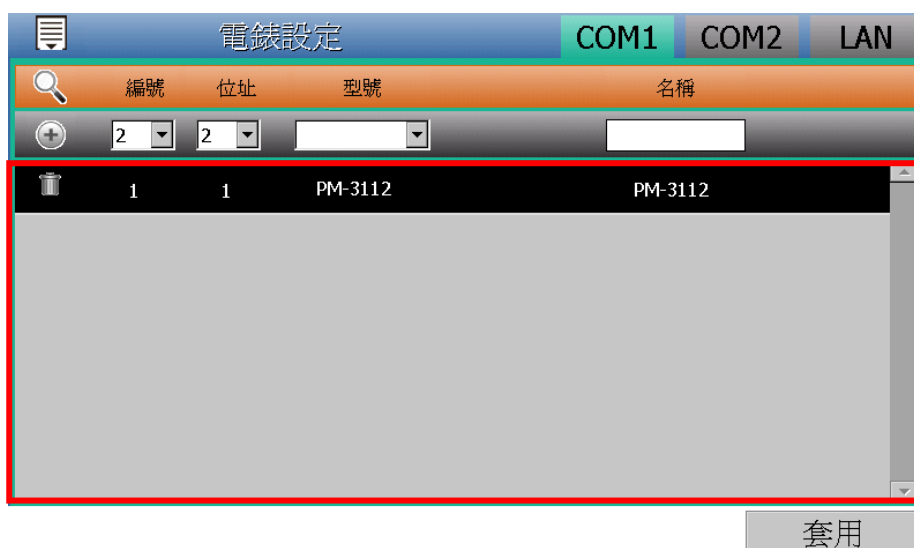 電錶設定 COM1 COM2 LAN
編號 位址 型號 名稱
2 2
1 1 PM-3112 PM-3112
套用